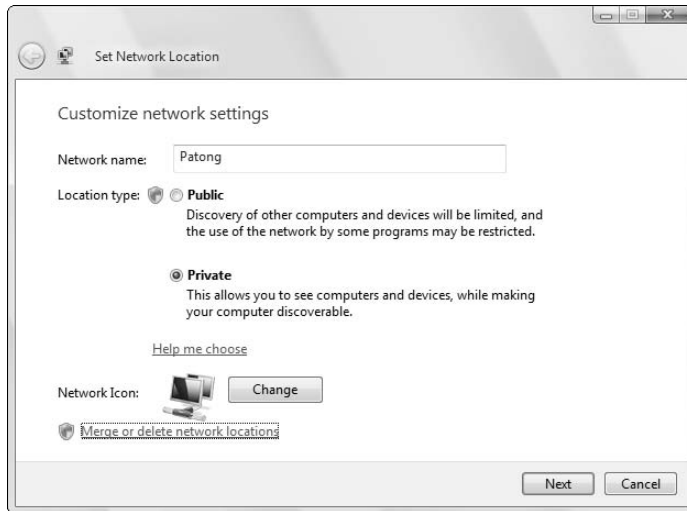 Set Network Location
Customize network settings
Network name: Patong
Location type: Public
Discovery of other computers and devices will be limited, and
the use of the network by some programs may be restricted.
Private
This allows you to see computers and devices, while making
your computer discoverable.
Help me choose
Network Icon: Change
Merge or delete network locations
Next Cancel